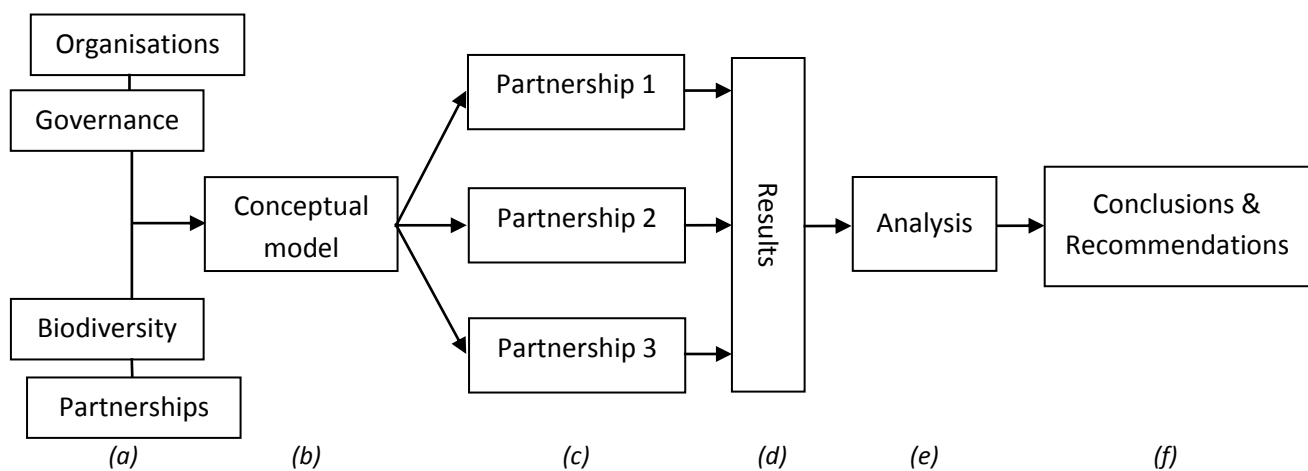 Organisations
Governance
Biodiversity
Partnerships
Conceptual
model
Partnership 1
Partnership 2
Partnership 3
Results
Analysis
Conclusions &
Recommendations
(a)
(b)
(c)
(d)
(e)
(f)